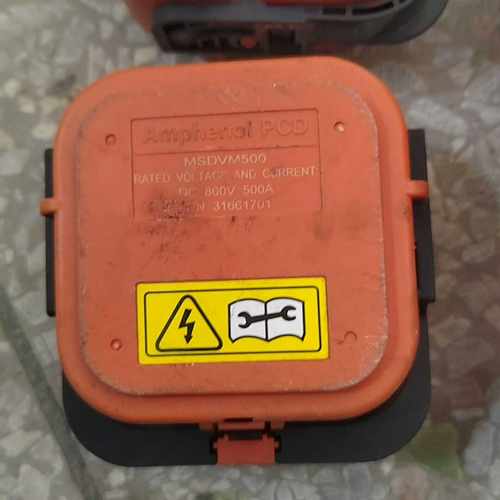 Amphenol PCD
MSDVM500
RATED VOLTAGE AND CURRENT
DC 800V 500A
31661701